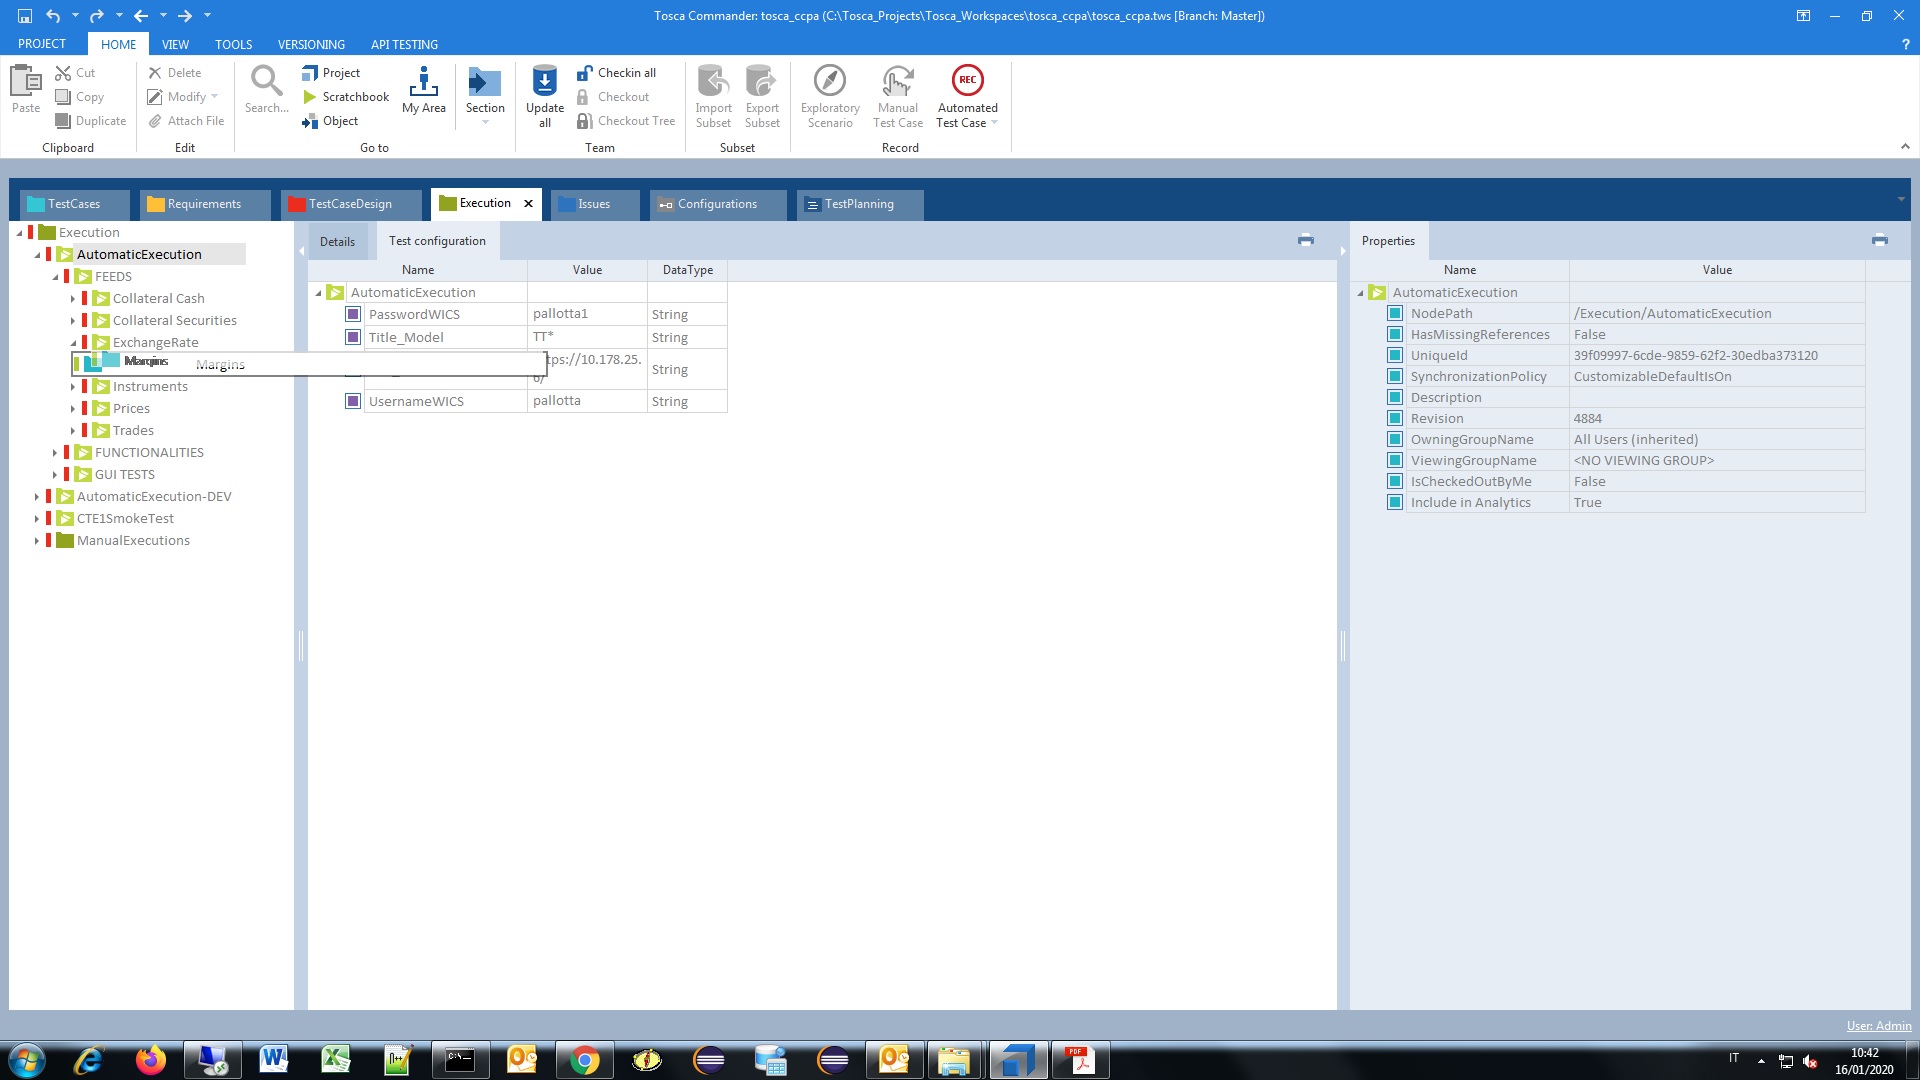 Tosca Commander: tosca_ccpa (C:\Tosca_Projects\Tosca_Workspaces\tosca_ccpa\tosca_ccpa.tws [Branch: Master])
PROJECT HOME VIEW TOOLS VERSIONING API TESTING ?
Paste
Cut
Copy
Duplicate
Clipboard
Delete
Modify
Attach File
Edit
Search...
Project
Scratchbook
Object
My Area
Section
Go to
Update all
Checkin all
Checkout
Checkout Tree
Team
Import Subset
Export Subset
Subset
Exploratory Scenario
Manual Test Case
REC
Automated Test Case
Record
TestCases Requirements TestCaseDesign Execution Issues Configurations TestPlanning
Execution
AutomaticExecution
FEEDS
Collateral Cash
Collateral Securities
ExchangeRate
Margins
Instruments
Prices
Trades
FUNCTIONALITIES
GUI TESTS
AutomaticExecution-DEV
CTE1SmokeTest
ManualExecutions
Details Test configuration
Name Value DataType
AutomaticExecution
PasswordWICS pallotta1 String
Title_Model TT* String
tps://10.178.25.
6/ String
UsernameWICS pallotta String
Properties
Name Value
AutomaticExecution
NodePath /Execution/AutomaticExecution
HasMissingReferences False
UniqueId 39f09997-6cde-9859-62f2-30edba373120
SynchronizationPolicy CustomizableDefaultIsOn
Description
Revision 4884
OwningGroupName All Users (inherited)
ViewingGroupName <NO VIEWING GROUP>
IsCheckedOutByMe False
Include in Analytics True
User: Admin
IT
10:42
16/01/2020